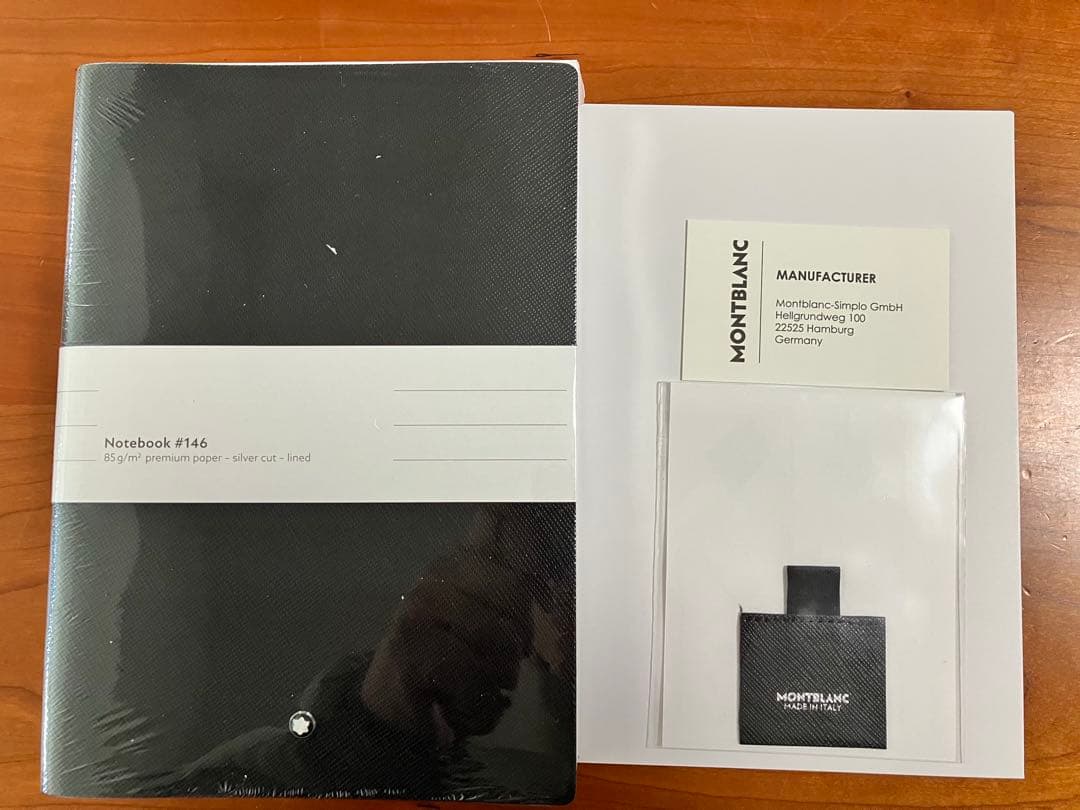 Notebook #146
85g/m² premium paper – silver cut – lined
MONTBLANC
MANUFACTURER
Montblanc-Simplo GmbH
Hellgrundweg 100
22525 Hamburg
Germany
MONTBLANC
MADE IN ITALY